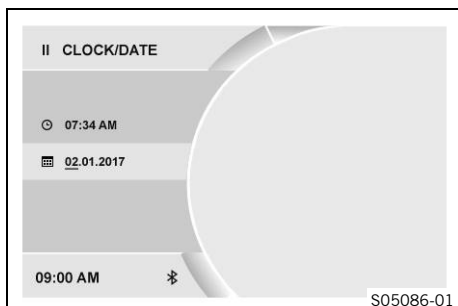 II CLOCK/DATE
07:34 AM
02.01.2017
09:00 AM
S05086-01